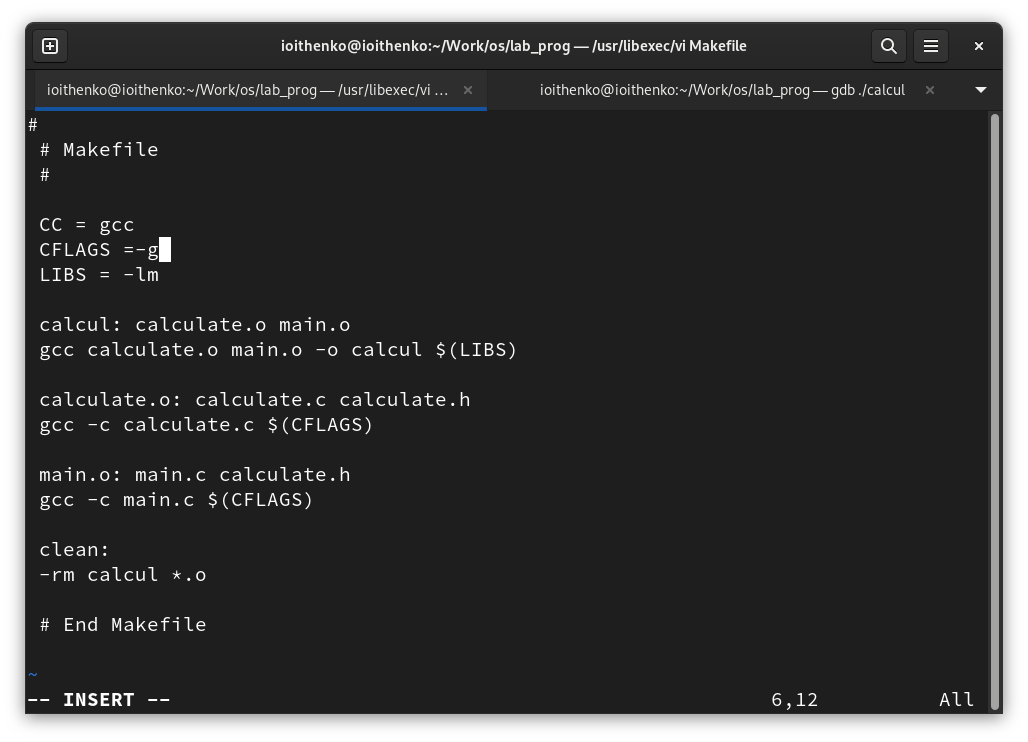 ioithenko@ioithenko:~/Work/os/lab_prog — /usr/libexec/vi Makefile
ioithenko@ioithenko:~/Work/os/lab_prog — /usr/libexec/vi …
ioithenko@ioithenko:~/Work/os/lab_prog — gdb ./calcul
#
# Makefile
#
CC = gcc
CFLAGS =-g
LIBS = -lm
calcul: calculate.o main.o
gcc calculate.o main.o -o calcul $(LIBS)
calculate.o: calculate.c calculate.h
gcc -c calculate.c $(CFLAGS)
main.o: main.c calculate.h
gcc -c main.c $(CFLAGS)
clean:
-rm calcul *.o
# End Makefile
~
-- INSERT -- 6,12 All